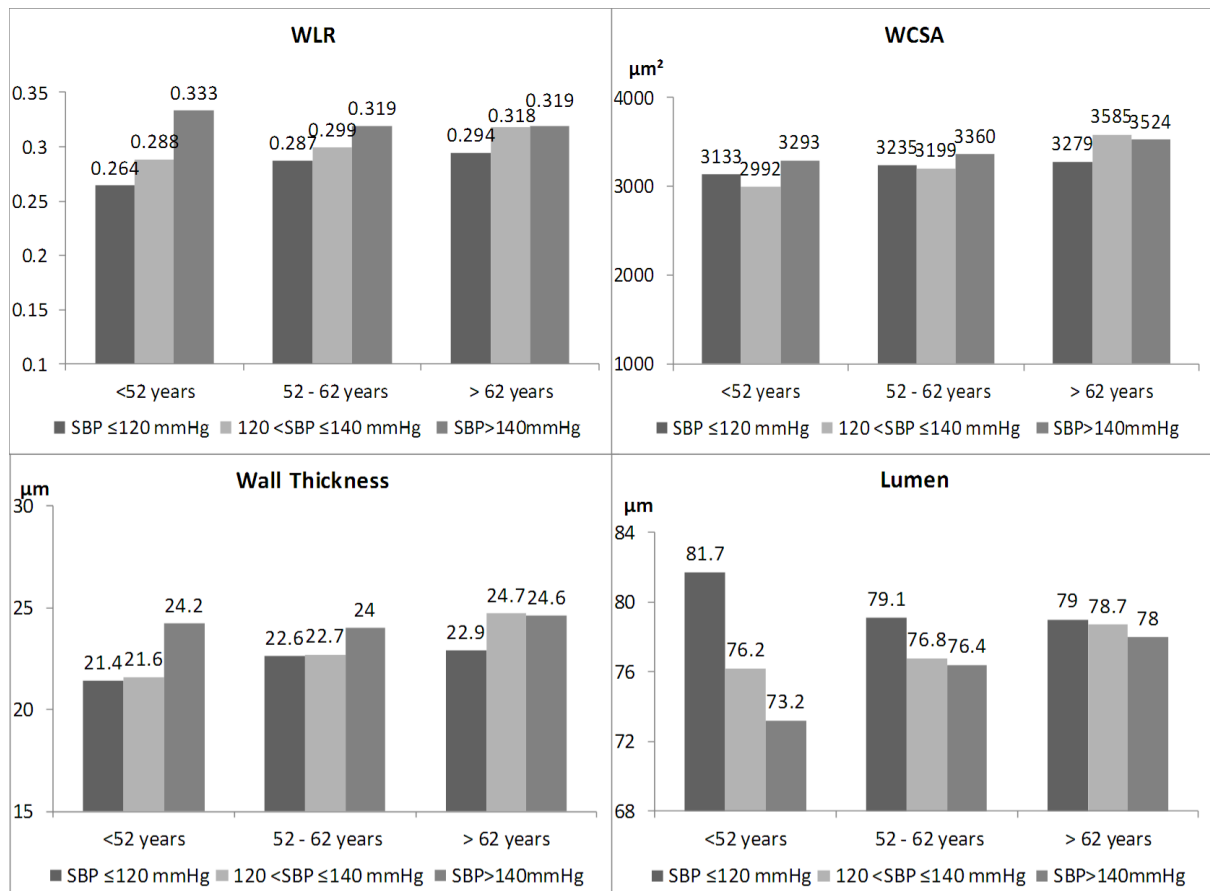 WLR
0.35
0.3
0.25
0.2
0.15
0.1
0.264
0.288
0.333
0.287
0.299
0.319
0.294
0.318
0.319
<52 years
52 - 62 years
> 62 years
SBP ≤120 mmHg
120 <SBP ≤140 mmHg
SBP>140mmHg
WCSA
µm²
4000
3000
2000
1000
3133
2992
3293
3235
3199
3360
3279
3585
3524
<52 years
52 - 62 years
> 62 years
SBP ≤120 mmHg
120 <SBP ≤140 mmHg
SBP>140mmHg
Wall Thickness
µm
30
25
20
15
21.4
21.6
24.2
22.6
22.7
24
22.9
24.7
24.6
<52 years
52 - 62 years
> 62 years
SBP ≤120 mmHg
120 <SBP ≤140 mmHg
SBP>140mmHg
Lumen
µm
84
80
76
72
68
81.7
76.2
73.2
79.1
76.8
76.4
79
78.7
78
<52 years
52 - 62 years
> 62 years
SBP ≤120 mmHg
120 <SBP ≤140 mmHg
SBP>140mmHg